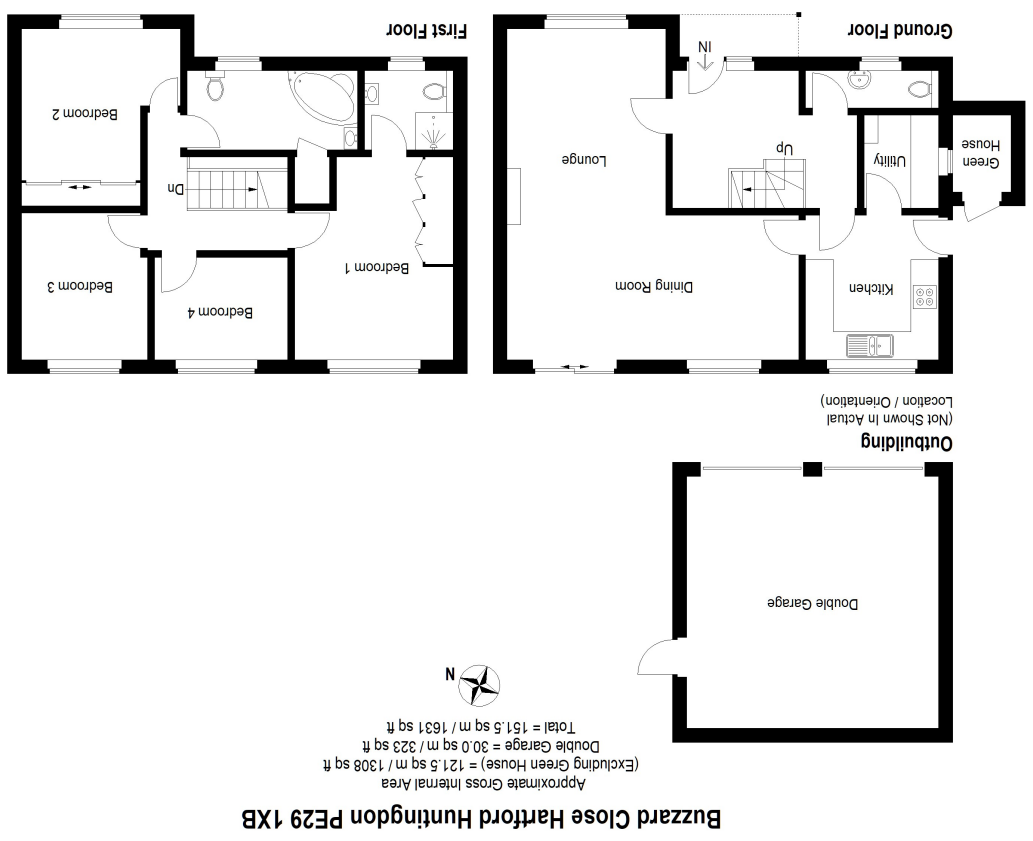 Buzzard Close Hartford Huntingdon PE29 1XB
Approximate Gross Internal Area
(Excluding Green House) = 121.5 sq m / 1308 sq ft
Double Garage = 30.0 sq m / 323 sq ft
Total = 151.5 sq m / 1631 sq ft
N
Double Garage
Outbuilding
(Not Shown In Actual
Location / Orientation)
Kitchen
Dining Room
Utility
Green
House
Up
Lounge
IN
Ground Floor
Bedroom 4
Bedroom 3
Bedroom 1
Dn
Bedroom 2
First Floor